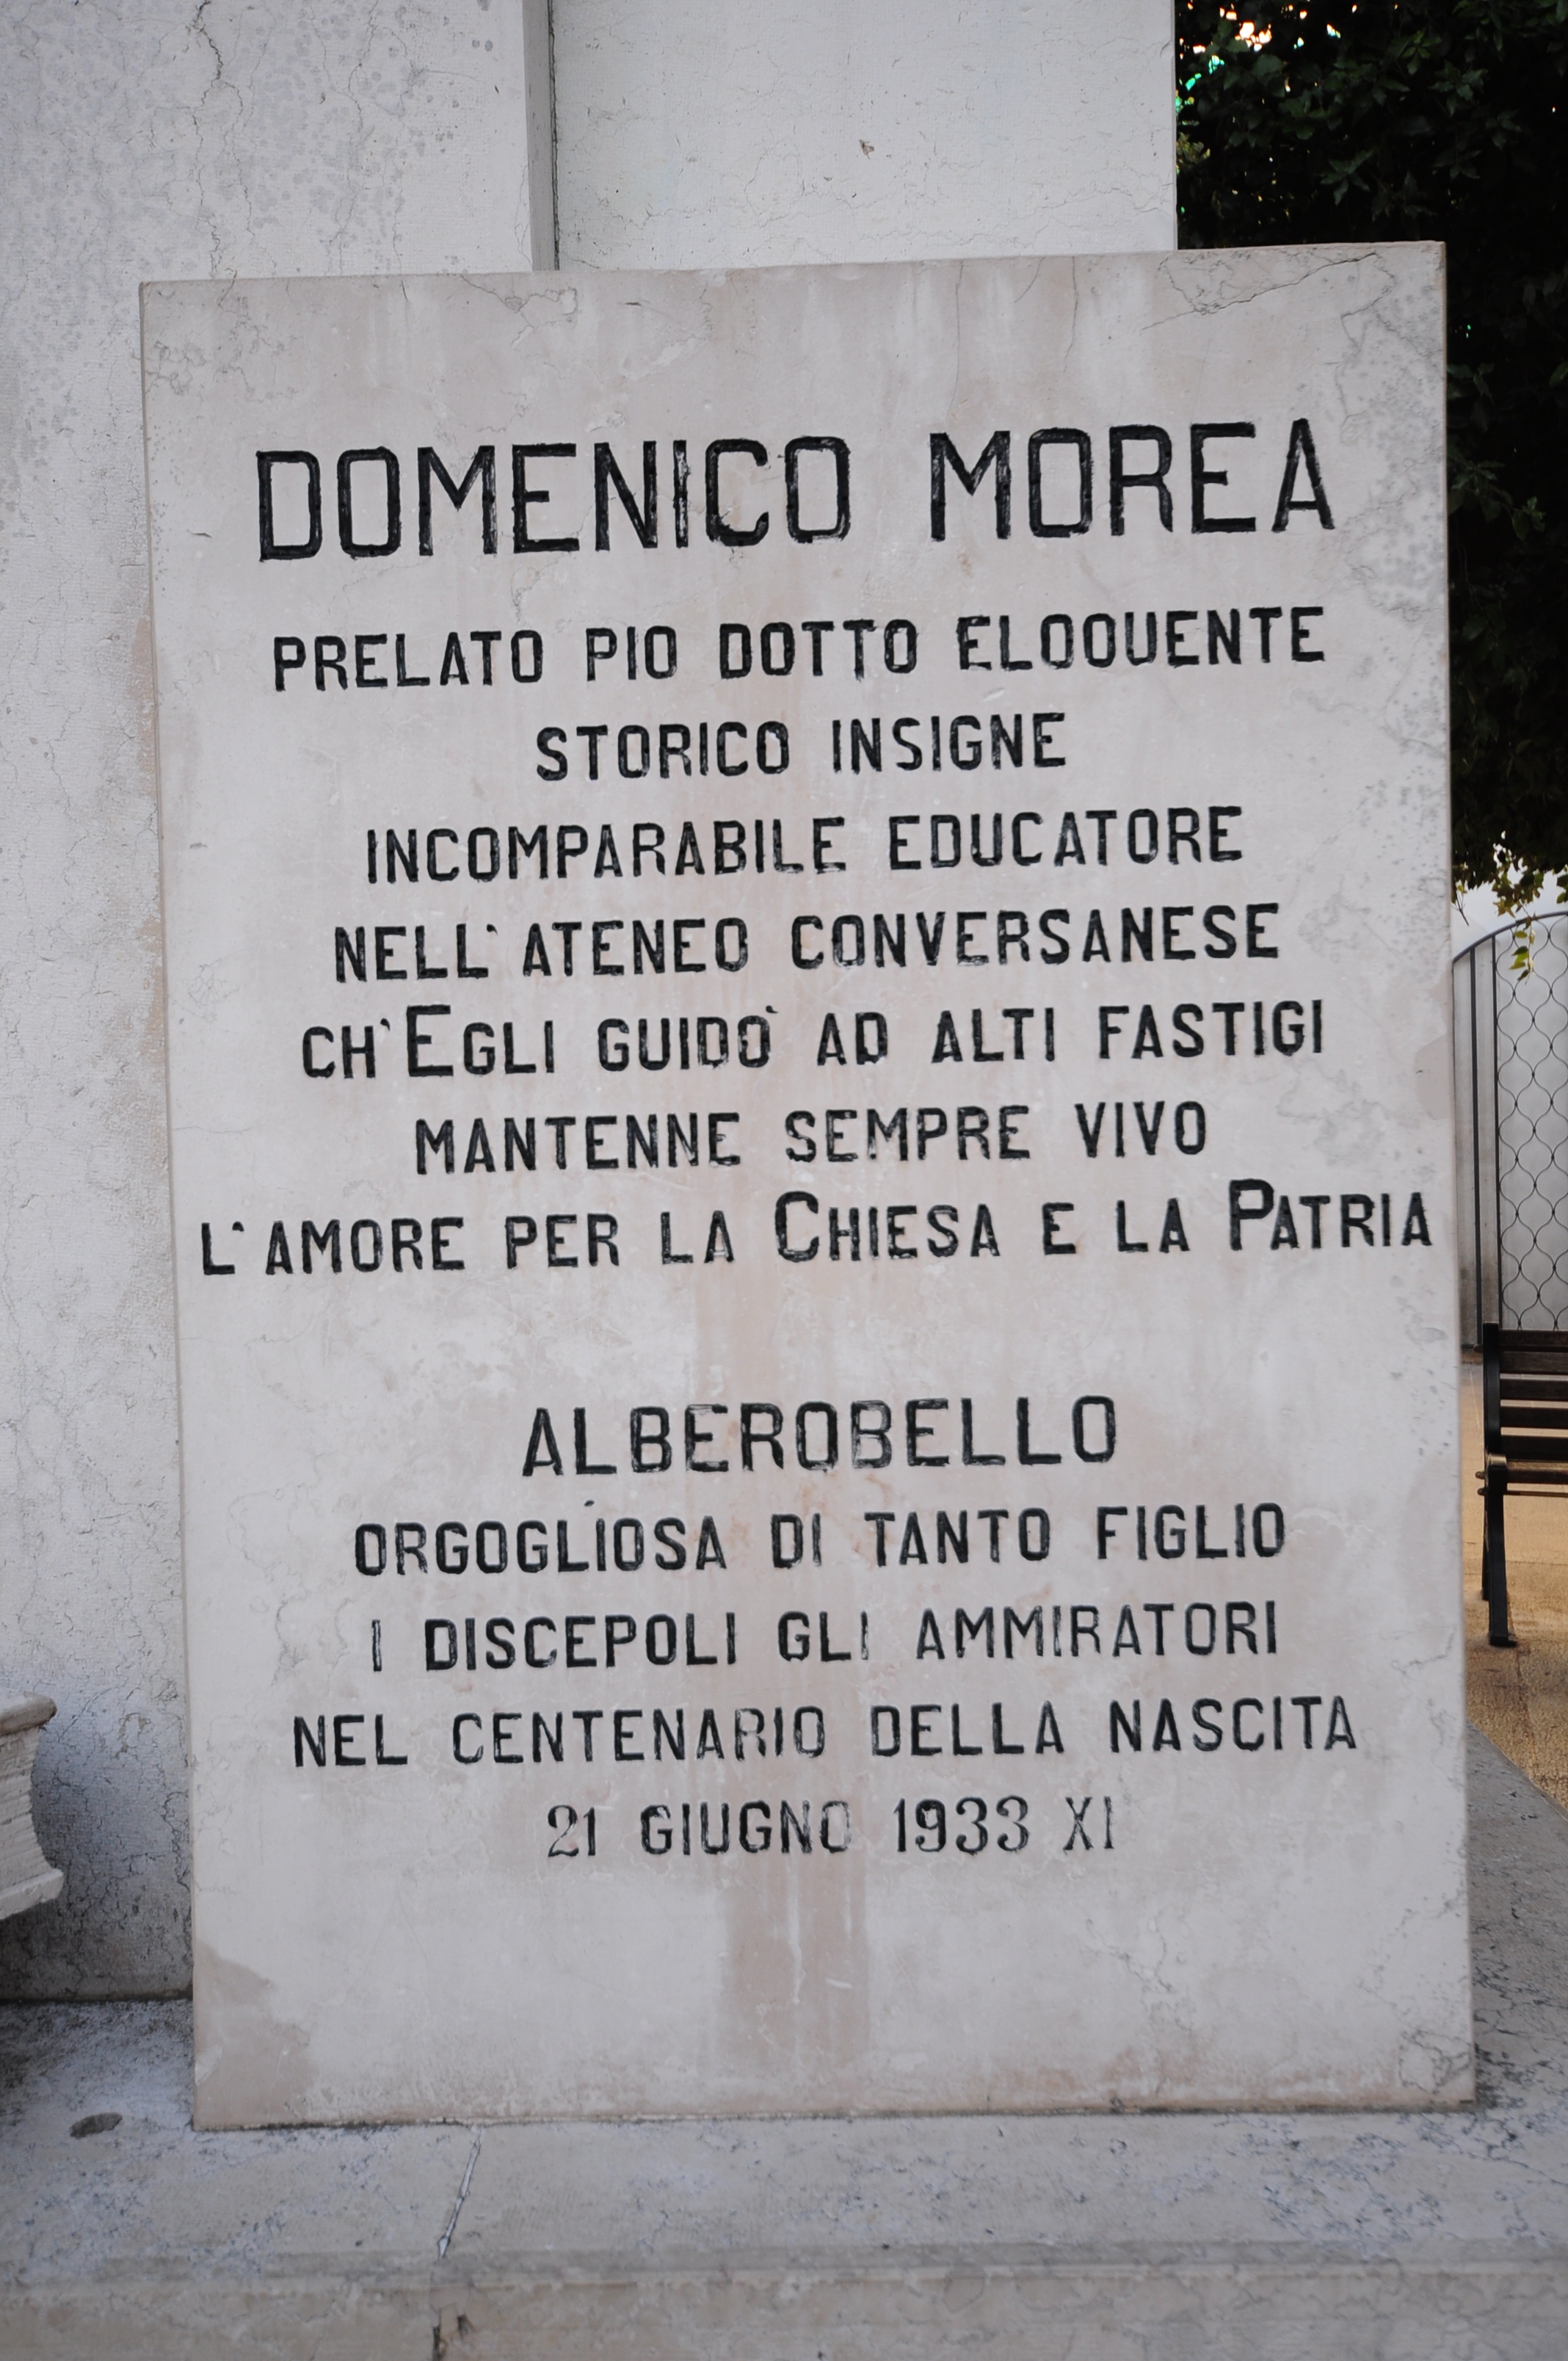 DOMENICO MOREA
PRELATO PIO DOTTO ELOQUENTE
STORICO INSIGNE
INCOMPARABILE EDUCATORE
NELL'ATENEO CONVERSANESE
CH'EGLI GUIDO' AD ALTI FASTIGI
MANTENNE SEMPRE VIVO
L'AMORE PER LA CHIESA E LA PATRIA
ALBEROBELLO
ORGOGLIOSA DI TANTO FIGLIO
I DISCEPOLI GLI AMMIRATORI
NEL CENTENARIO DELLA NASCITA
21 GIUGNO 1933 XI